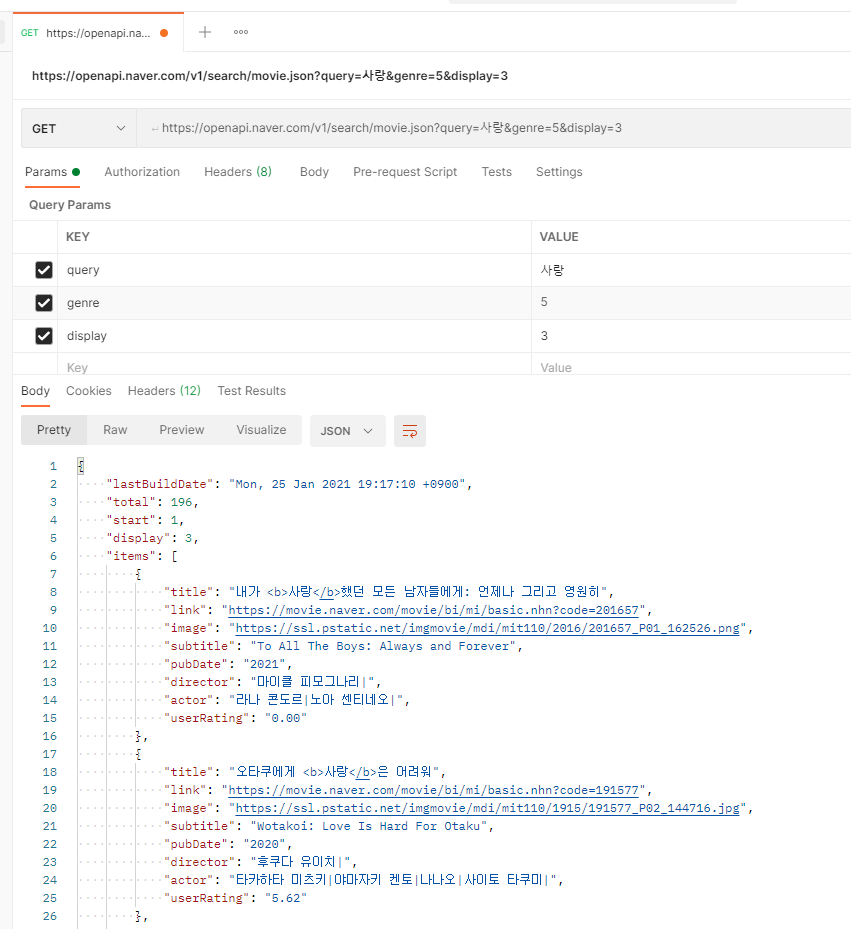 GET https://openapi.na...
https://openapi.naver.com/v1/search/movie.json?query=사랑&genre=5&display=3
GET https://openapi.naver.com/v1/search/movie.json?query=사랑&genre=5&display=3
Params Authorization Headers (8) Body Pre-request Script Tests Settings
Query Params
KEY VALUE
query 사랑
genre 5
display 3
Key Value
Body Cookies Headers (12) Test Results
Pretty Raw Preview Visualize JSON
1 {
2 "lastBuildDate": "Mon, 25 Jan 2021 19:17:10 +0900",
3 "total": 196,
4 "start": 1,
5 "display": 3,
6 "items": [
7 {
8 "title": "내가 <b>사랑</b>했던 모든 남자들에게: 언제나 그리고 영원히",
9 "link": "https://movie.naver.com/movie/bi/mi/basic.nhn?code=201657",
10 "image": "https://ssl.pstatic.net/imgmovie/mdi/mit110/2016/201657_P01_162526.png",
11 "subtitle": "To All The Boys: Always and Forever",
12 "pubDate": "2021",
13 "director": "마이클 피모그나리|",
14 "actor": "라나 콘도르|노아 센티네오|",
15 "userRating": "0.00"
16 },
17 {
18 "title": "오타쿠에게 <b>사랑</b>은 어려워",
19 "link": "https://movie.naver.com/movie/bi/mi/basic.nhn?code=191577",
20 "image": "https://ssl.pstatic.net/imgmovie/mdi/mit110/1915/191577_P02_144716.jpg",
21 "subtitle": "Wotakoi: Love Is Hard For Otaku",
22 "pubDate": "2020",
23 "director": "후쿠다 유이치|",
24 "actor": "타카하타 미츠키|야마자키 켄토|나나오|사이토 타쿠미|",
25 "userRating": "5.62"
26 },